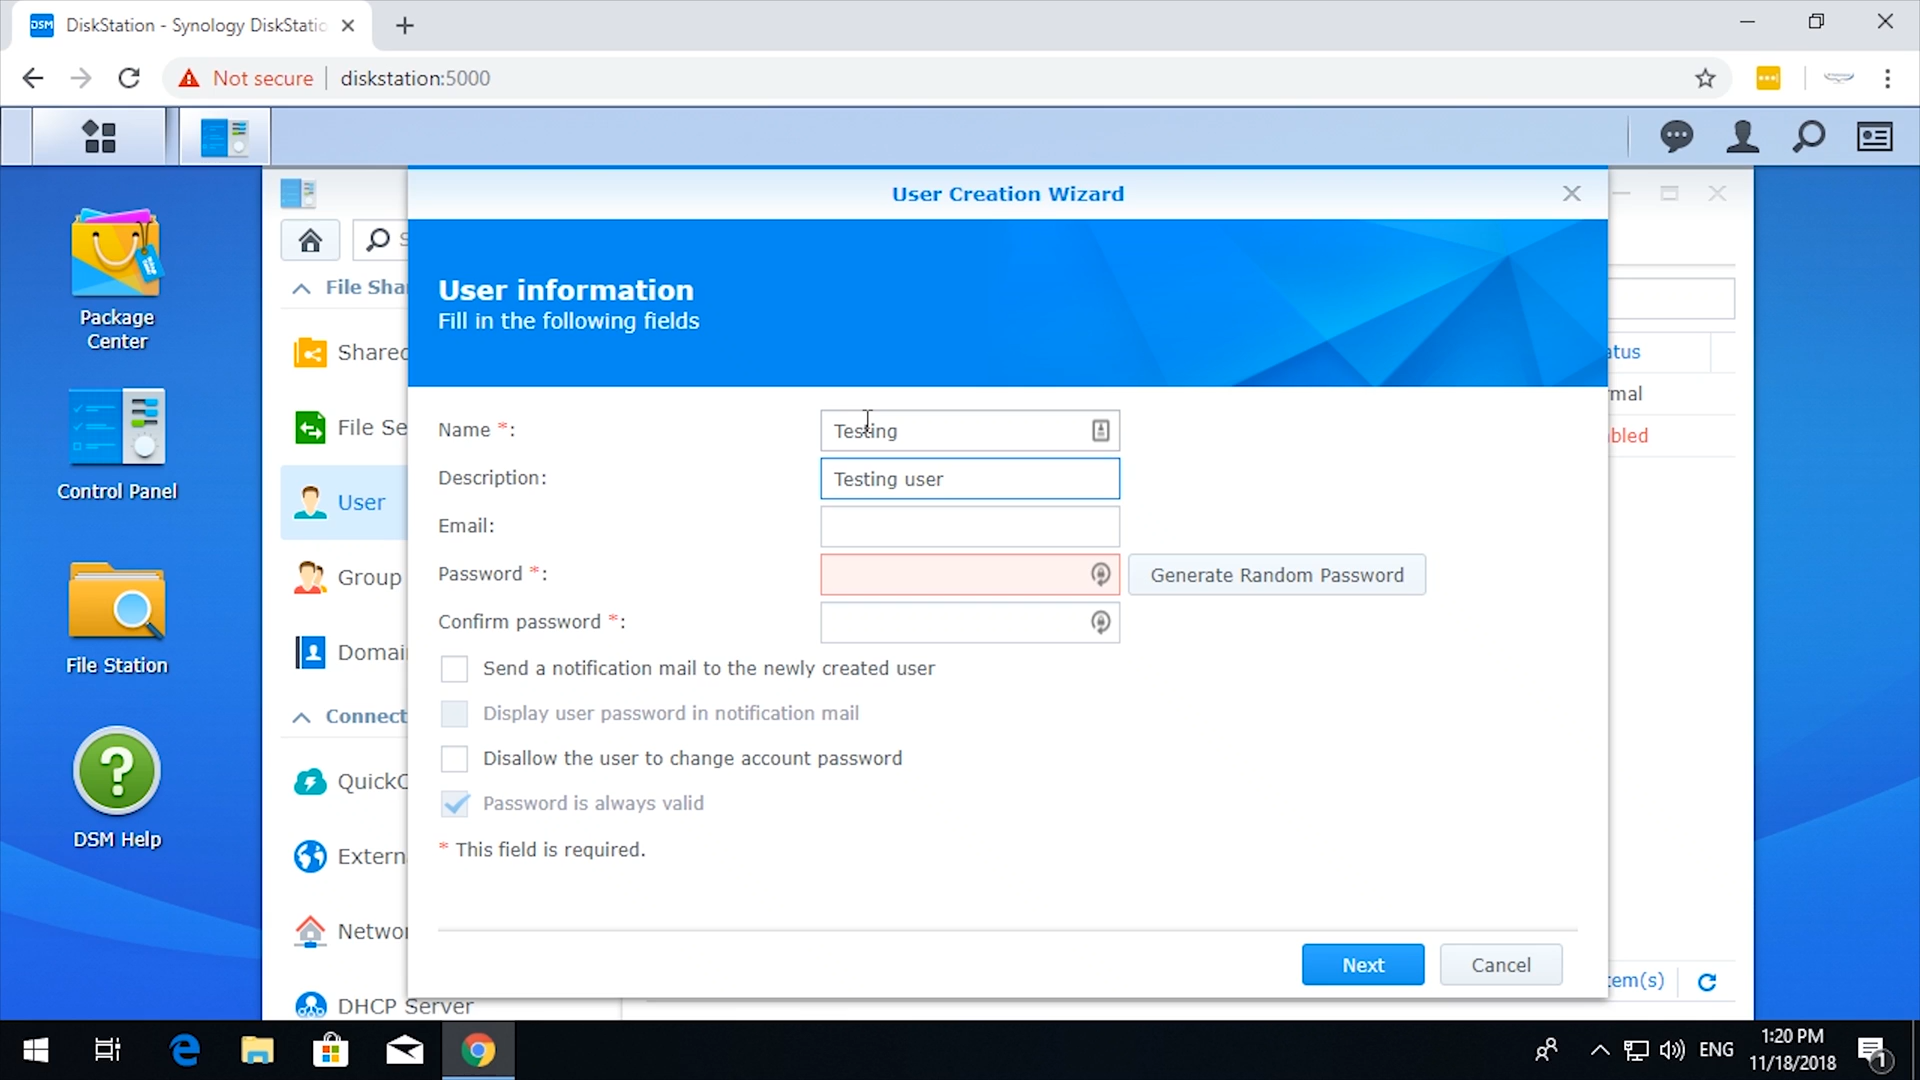 DSM DiskStation - Synology DiskStatio
Not secure diskstation:5000
User Creation Wizard
Package
Center
Control Panel
File Station
DSM Help
S
File Sha
Shared
File Se
User
Group
Domai
Connect
QuickC
Extern
Networ
DHCP Server
User information
Fill in the following fields
Name *: Testing
Description: Testing user
Email:
Password *: Generate Random Password
Confirm password *:
Send a notification mail to the newly created user
Display user password in notification mail
Disallow the user to change account password
Password is always valid
* This field is required.
Next Cancel
atus
rmal
bled
tem(s)
ENG
1:20 PM
11/18/2018
1